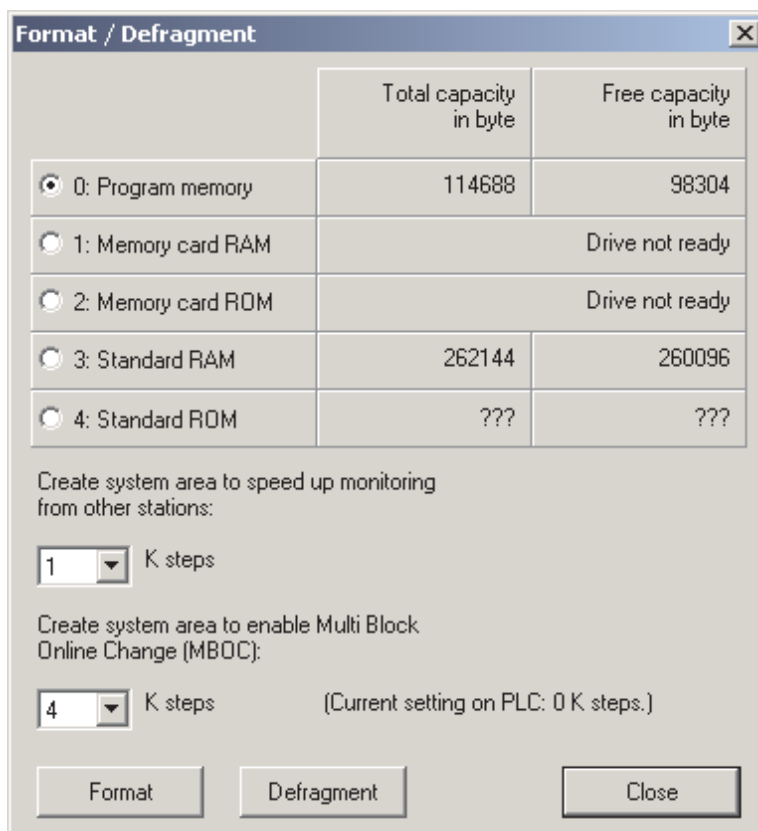 Format / Defragment
Total capacity
in byte
Free capacity
in byte
0: Program memory 114688 98304
1: Memory card RAM Drive not ready
2: Memory card ROM Drive not ready
3: Standard RAM 262144 260096
4: Standard ROM ??? ???
Create system area to speed up monitoring
from other stations:
1 K steps
Create system area to enable Multi Block
Online Change (MBOC):
4 K steps (Current setting on PLC: 0 K steps.)
Format Defragment Close